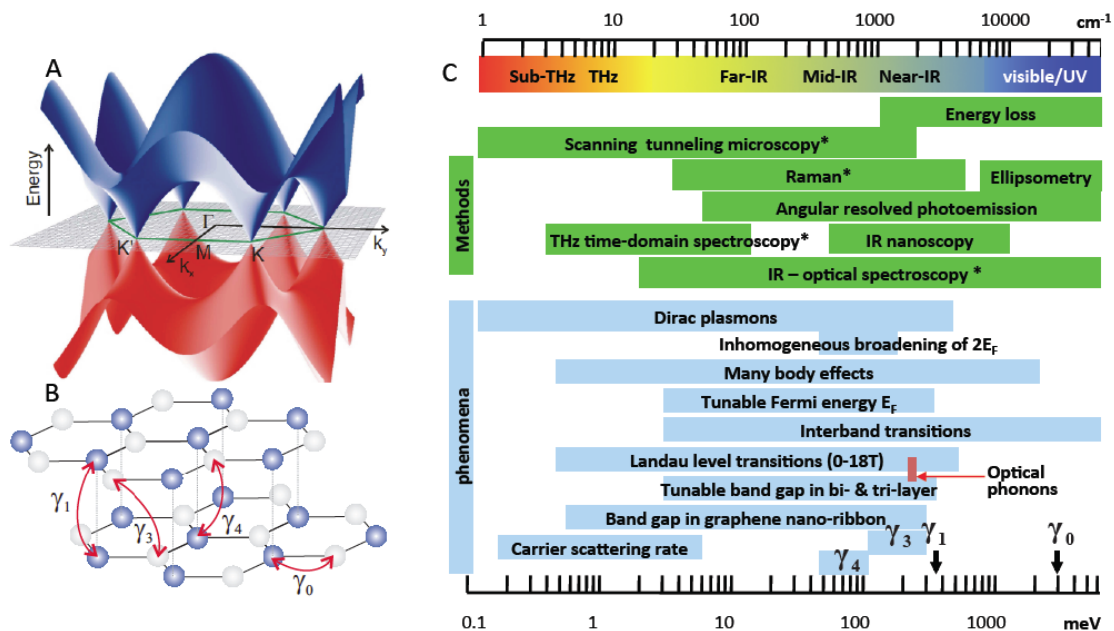 A
Energy
K'
Γ
M
K
k_x
k_y
B
γ₁
γ₃
γ₄
γ₀
C
1 10 100 1000 10000 cm⁻¹
Sub-THz THz Far-IR Mid-IR Near-IR visible/UV
Methods
Energy loss
Scanning tunneling microscopy*
Raman*
Ellipsometry
Angular resolved photoemission
THz time-domain spectroscopy*
IR nanoscopy
IR – optical spectroscopy *
phenomena
Dirac plasmons
Inhomogeneous broadening of 2E_F
Many body effects
Tunable Fermi energy E_F
Interband transitions
Landau level transitions (0-18T)
Optical
phonons
Tunable band gap in bi- & tri-layer
Band gap in graphene nano-ribbon
γ₃ γ₁ γ₀
Carrier scattering rate
γ₄
0.1 1 10 100 1000 meV